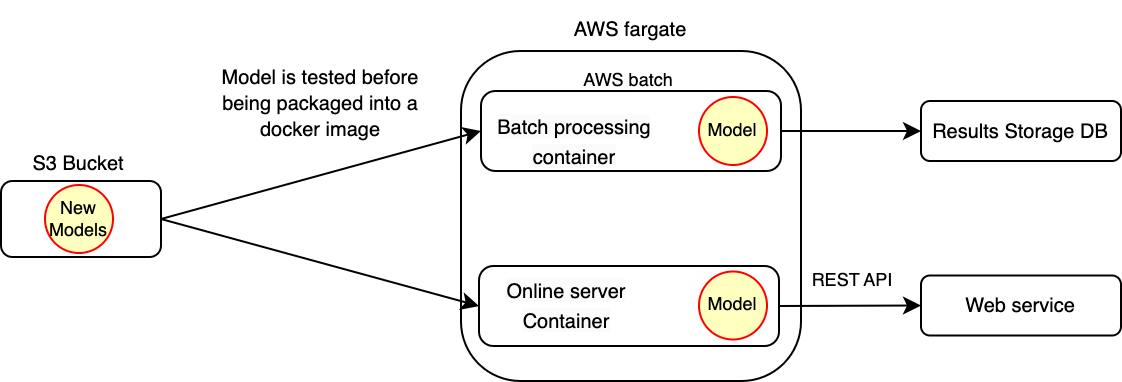 AWS fargate
Model is tested before
being packaged into a
docker image
AWS batch
Batch processing
container
Model
Results Storage DB
S3 Bucket
New
Models
Online server
Container
Model
REST API
Web service